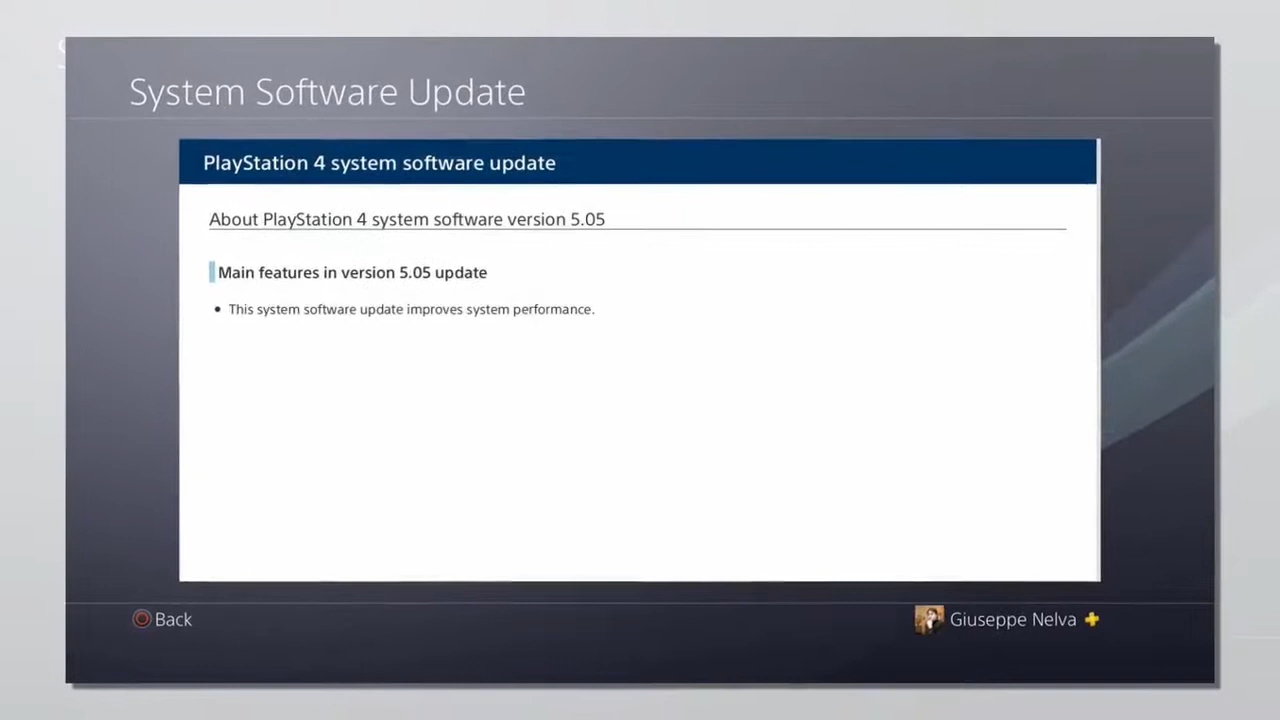 System Software Update
PlayStation 4 system software update
About PlayStation 4 system software version 5.05
Main features in version 5.05 update
• This system software update improves system performance.
Back
Giuseppe Nelva